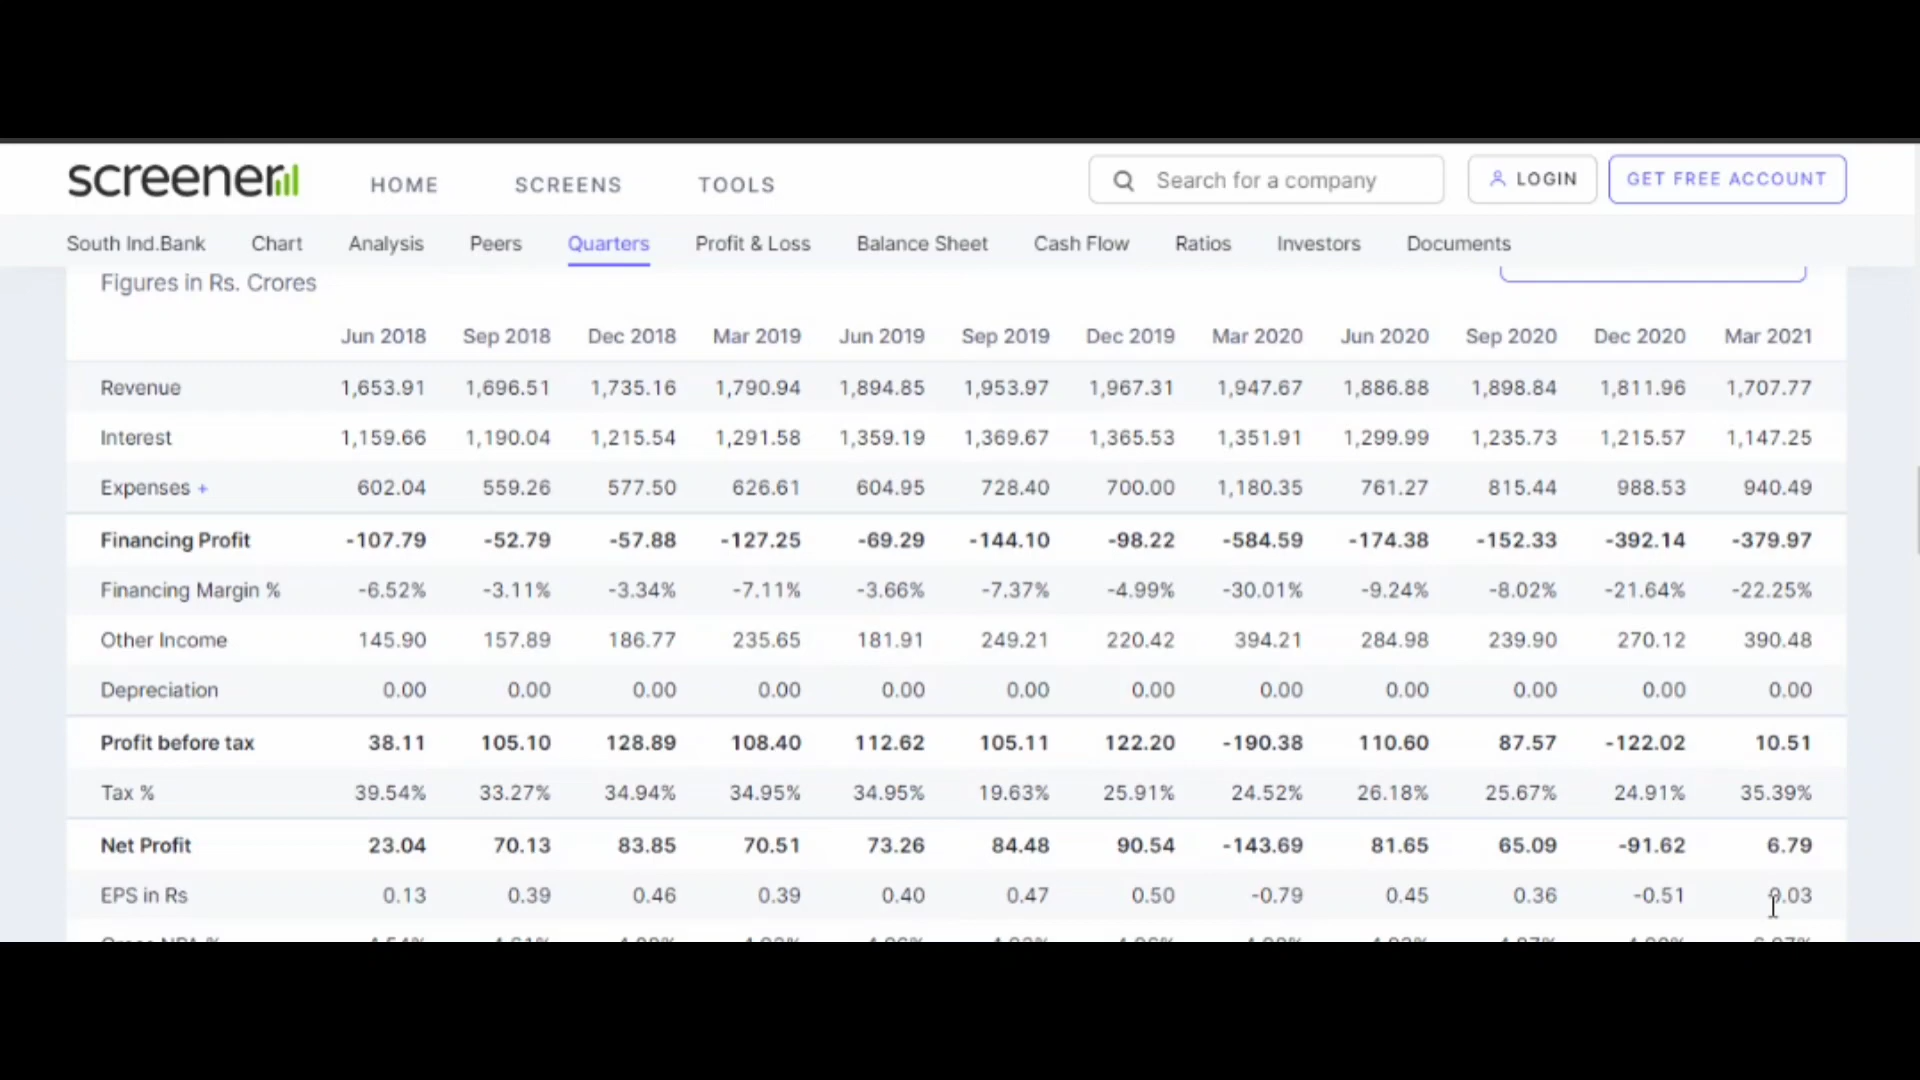 screener HOME SCREENS TOOLS Search for a company LOGIN GET FREE ACCOUNT
South Ind.Bank Chart Analysis Peers Quarters Profit & Loss Balance Sheet Cash Flow Ratios Investors Documents
Figures in Rs. Crores
Jun 2018 Sep 2018 Dec 2018 Mar 2019 Jun 2019 Sep 2019 Dec 2019 Mar 2020 Jun 2020 Sep 2020 Dec 2020 Mar 2021
Revenue 1,653.91 1,696.51 1,735.16 1,790.94 1,894.85 1,953.97 1,967.31 1,947.67 1,886.88 1,898.84 1,811.96 1,707.77
Interest 1,159.66 1,190.04 1,215.54 1,291.58 1,359.19 1,369.67 1,365.53 1,351.91 1,299.99 1,235.73 1,215.57 1,147.25
Expenses + 602.04 559.26 577.50 626.61 604.95 728.40 700.00 1,180.35 761.27 815.44 988.53 940.49
Financing Profit -107.79 -52.79 -57.88 -127.25 -69.29 -144.10 -98.22 -584.59 -174.38 -152.33 -392.14 -379.97
Financing Margin % -6.52% -3.11% -3.34% -7.11% -3.66% -7.37% -4.99% -30.01% -9.24% -8.02% -21.64% -22.25%
Other Income 145.90 157.89 186.77 235.65 181.91 249.21 220.42 394.21 284.98 239.90 270.12 390.48
Depreciation 0.00 0.00 0.00 0.00 0.00 0.00 0.00 0.00 0.00 0.00 0.00 0.00
Profit before tax 38.11 105.10 128.89 108.40 112.62 105.11 122.20 -190.38 110.60 87.57 -122.02 10.51
Tax % 39.54% 33.27% 34.94% 34.95% 34.95% 19.63% 25.91% 24.52% 26.18% 25.67% 24.91% 35.39%
Net Profit 23.04 70.13 83.85 70.51 73.26 84.48 90.54 -143.69 81.65 65.09 -91.62 6.79
EPS in Rs 0.13 0.39 0.46 0.39 0.40 0.47 0.50 -0.79 0.45 0.36 -0.51 0.03